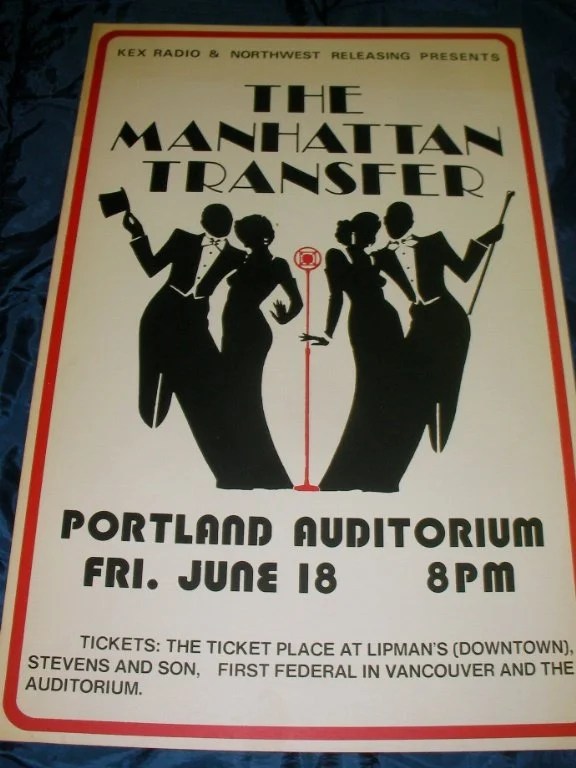 KEX RADIO & NORTHWEST RELEASING PRESENTS
THE
MANHATTAN
TRANSFER
PORTLAND AUDITORIUM
FRI. JUNE 18 8PM
TICKETS: THE TICKET PLACE AT LIPMAN'S (DOWNTOWN),
STEVENS AND SON, FIRST FEDERAL IN VANCOUVER AND THE
AUDITORIUM.